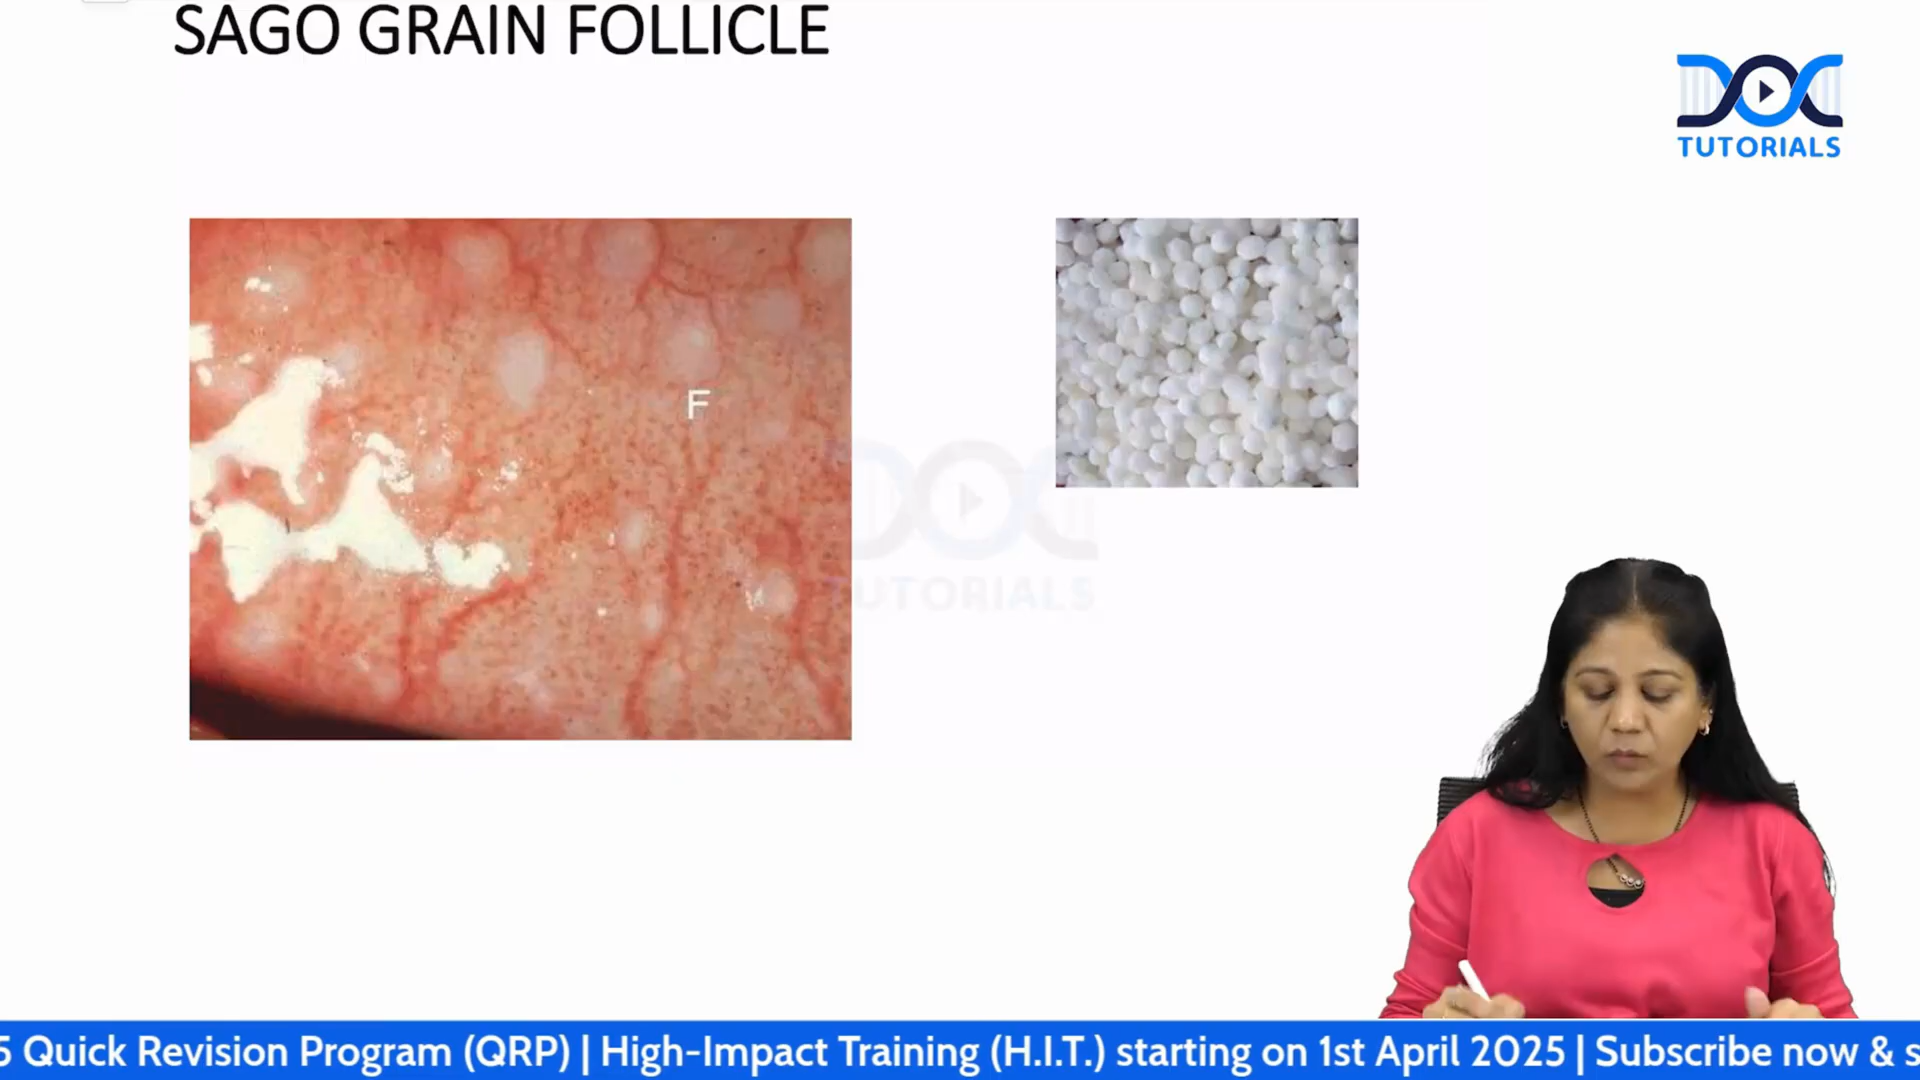 SAGO GRAIN FOLLICLE
TUTORIALS
F
TUTORIALS
5 Quick Revision Program (QRP) | High-Impact Training (H.I.T.) starting on 1st April 2025 | Subscribe now & s